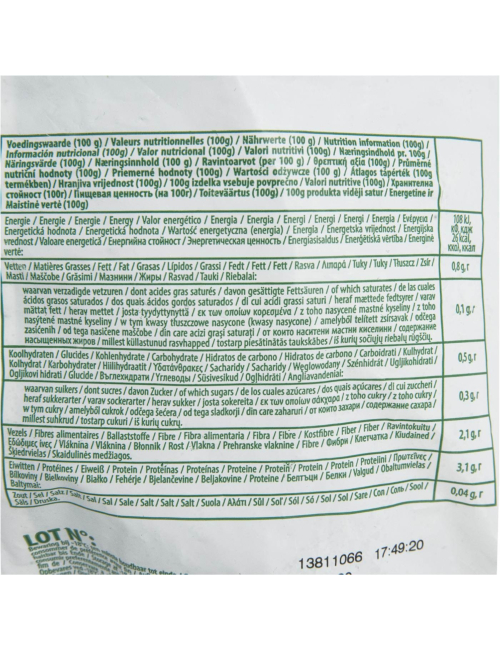 Voedingswaarde (100 g) / Valeurs nutritionnelles (100g) / Nährwerte (100 g) / Nutrition information (100g) /
Información nutricional (100g) / Valor nutricional (100g) / Valori nutritivi (100g) / Næringsindhold pr. 100g /
Näringsvärde (100g) / Næringsinnhold (100 g) / Ravintoarvot (per 100 g) / Θρεπτική αξία (100g) / Průměrné
nutriční hodnoty (100g) / Priemerné hodnoty (100g) / Wartości odżywcze (100 g) / Átlagos tápérték (100g
termékben) / Hranjiva vrijednost (100g) / 100g izdelka vsebuje povprečno / Valori nutritive (100g) / Хранителна
стойност (100г) / Пищевая ценность (на 100г) / Toiteväärtus (100g) / 100g produkta vidēji satur / Energetinė ir
Maistinė vertė (100g)
Energie / Energie / Energie / Energy / Valor energético / Energia / Energia / Energi / Energi / Energi / Energia / Ενέργεια /
Energetická hodnota / Energetická hodnota / Wartość energetyczna (energia) / Energia / Energetska vrijednost / Energijska
vrednost / Valoare energetică / Енергийна стойност / Энергетическая ценность / Energiasisaldus / Enerģētiskā vērtība / Energinė
vertė:
108 kJ,
kЏ, кДж
26 kcal,
kkal, ккал
Vetten / Matières Grasses / Fett / Fat / Grasas / Lípidos / Grassi / Fedt / Fett / Fett / Rasva / Λιπαρά / Tuky / Tuky / Tłuszcz / Zsír /
Masti / Maščobe / Grăsimi / Мазнини / Жиры / Rasvad / Tauki / Riebalai:
0,8 g, г
waarvan verzadigde vetzuren / dont acides gras saturés / davon gesättigte Fettsäuren / of which saturates / de las cuales
ácidos grasos saturados / dos quais ácidos gordos saturados / di cui acidi grassi saturi / heraf mættede fedtsyrer / varav
mättat fett / herav mettet / josta tyydyttynyttä / εκ των οποίων κορεσμένα / z toho nasycené mastné kyseliny / z toho
nasýtené mastné kyseliny / w tym kwasy tłuszczowe nasycone (kwasy nasycone) / amelyből telített zsírsavak / odčega
zasićenih / od tega nasičene maščobe / din care acizi grași saturați / от които наситени мастни киселини / содержание
насыщенных жиров / millest küllastunud rasvhapped / tostarp piesātinātās taukskābes / iš kurių sočiųjų riebalų rūgščių.
0,1 g, г
Koolhydraten / Glucides / Kohlenhydrate / Carbohydrate / Hidratos de carbono / Hidratos de carbono / Carboidrati / Kulhydrat /
Kolhydrat / Karbohydrater / Hiilihydraatit / Υδατάνθρακες / Sacharidy / Sacharidy / Węglowodany / Szénhidrát / Ugljikohidrati /
Ogljikovi hidrati / Glucide / Въглехидрати / Углеводы / Süsivesikud / Ogļhidrāti / Angliavandeniai:
0,5 g, г
waarvan suikers / dont sucres / davon Zucker / of which sugars / de los cuales azúcares / dos quais açúcares / di cui zuccheri /
heraf sukkerarter / varav sockerarter / herav sukker / josta sokereita / εκ των οποίων σάκχαρα / z toho cukry / z toho cukry /
w tym cukry / amelyből cukrok / odčega šećera / od tega sladkorji / din care zaharuri / от които захари / содержание сахара /
millest suhkrud / tostarp cukuri / iš kurių cukrų.
0,3 g, г
Vezels / Fibres alimentaires / Ballaststoffe / Fibre / Fibra alimentaria / Fibra / Fibre / Kostfibre / Fiber / Fiber / Ravintokuitu /
Εδώδιμες ίνες / Vláknina / Vláknina / Błonnik / Rost / Vlakna / Prehranske vlaknine / Fibre / Фибри / Клетчатка / Kiudained /
Šķiedrvielas / Skaidulinės medžiagos.
2,1 g, г
Eiwitten / Protéines / Eiweiß / Protein / Proteínas / Proteínas / Proteine / Protein / Protein / Protein / Proteiini / Πρωτεΐνες /
Bílkoviny / Bielkoviny / Białko / Fehérje / Bjelančevine / Beljakovine / Proteine / Белтъци / Белки / Valgud / Olbaltumvielas /
Baltymai:
3,1 g, г
Zout / Sel / Salz / Salt / Sal / Sal / Sale / Salt / Salt / Salt / Suola / Αλάτι / Sůl / Soľ / Sól / Só / Sol / Sol / Sare / Сол / Соль / Sool /
Sāls / Druska.
0,04 g, г
LOT N°:
13811066 17:49:20